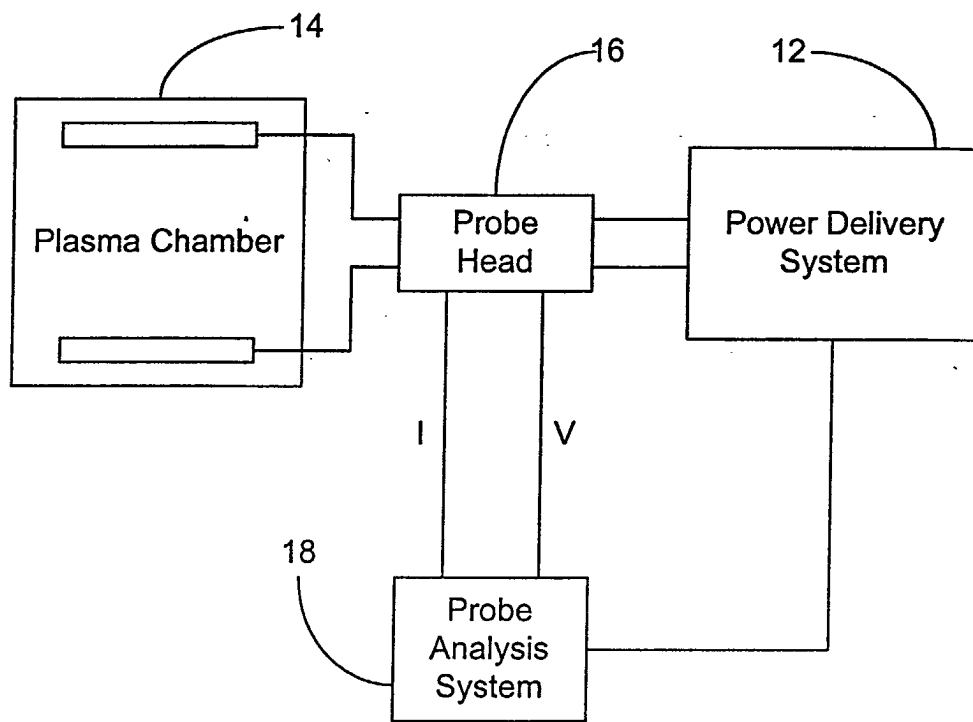 14
16
12
Plasma Chamber
Probe
Head
Power Delivery
System
I
V
18
Probe
Analysis
System